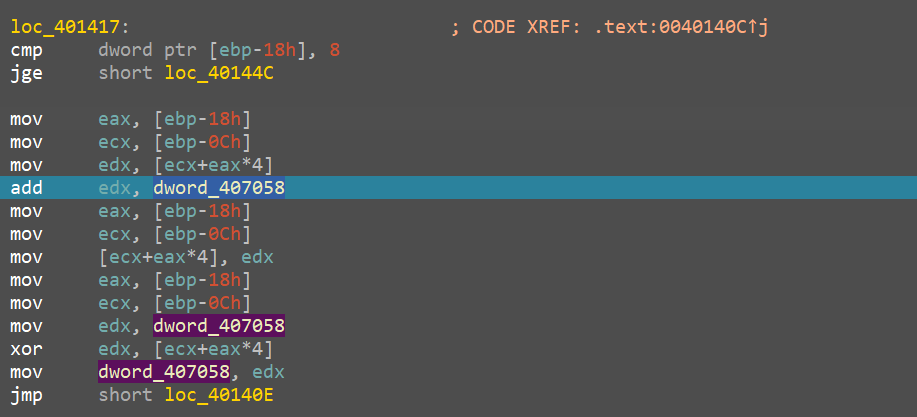 loc_401417: ; CODE XREF: .text:0040140C↑j
cmp dword ptr [ebp-18h], 8
jge short loc_40144C
mov eax, [ebp-18h]
mov ecx, [ebp-0Ch]
mov edx, [ecx+eax*4]
add edx, dword_407058
mov eax, [ebp-18h]
mov ecx, [ebp-0Ch]
mov [ecx+eax*4], edx
mov eax, [ebp-18h]
mov ecx, [ebp-0Ch]
mov edx, dword_407058
xor edx, [ecx+eax*4]
mov dword_407058, edx
jmp short loc_40140E